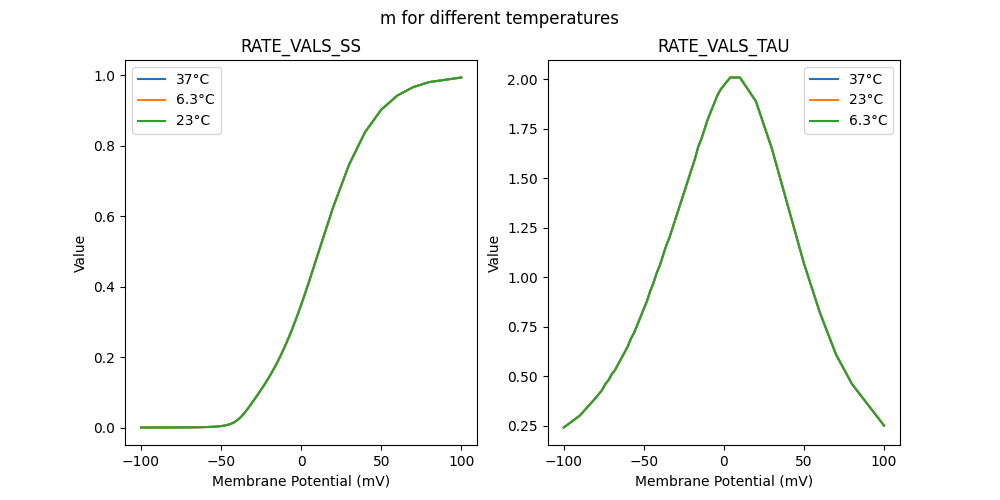 m for different temperatures
RATE_VALS_SS
1.0
0.8
0.6
0.4
0.2
0.0
Value
37°C
6.3°C
23°C
−100
−50
0
50
100
Membrane Potential (mV)
RATE_VALS_TAU
2.00
1.75
1.50
1.25
1.00
0.75
0.50
0.25
Value
37°C
23°C
6.3°C
−100
−50
0
50
100
Membrane Potential (mV)